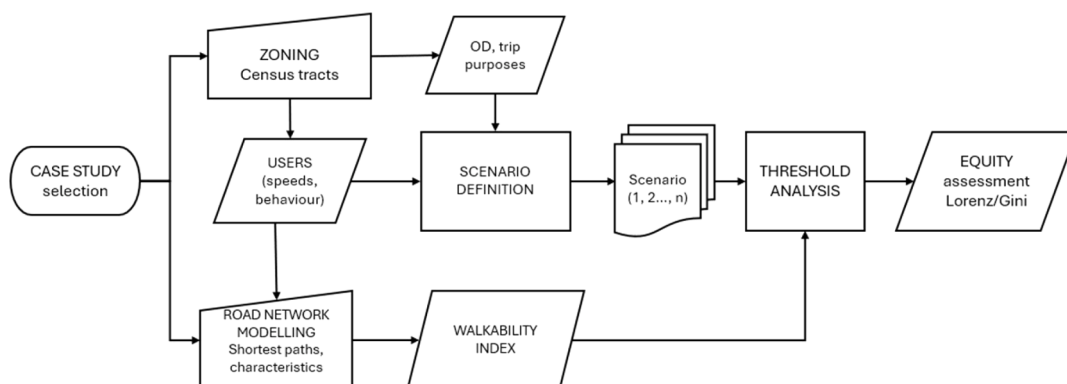 ZONING
Census tracts
OD, trip
purposes
CASE STUDY
selection
USERS
(speeds,
behaviour)
SCENARIO
DEFINITION
Scenario
(1, 2..., n)
THRESHOLD
ANALYSIS
EQUITY
assessment
Lorenz/Gini
ROAD NETWORK
MODELLING
Shortest paths,
characteristics
WALKABILITY
INDEX